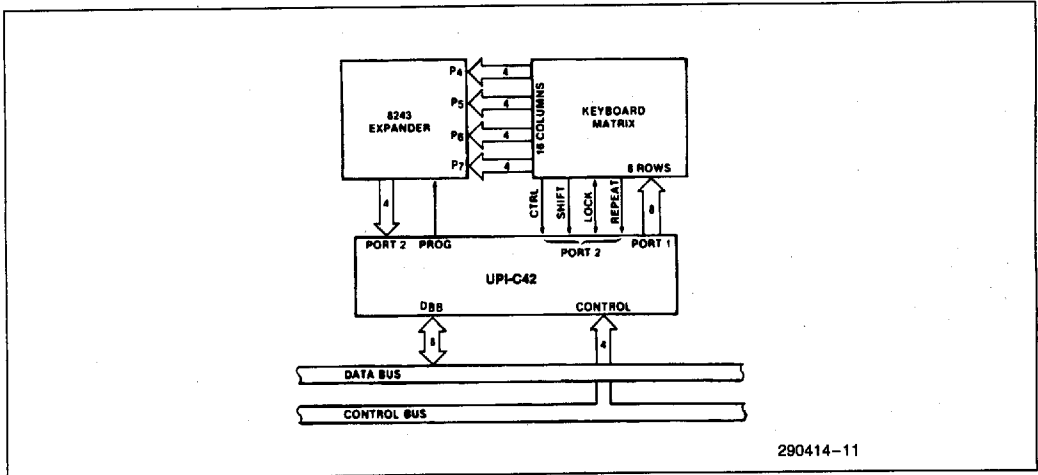 P4
4
P5
4
P6
4
P7
4
8243
EXPANDER
16 COLUMNS
KEYBOARD
MATRIX
8 ROWS
4
CTRL
SHIFT
LOCK
REPEAT
8
PORT 2
PROG
PORT 2
PORT 1
UPI-C42
DBB
CONTROL
8
4
DATA BUS
CONTROL BUS
290414-11